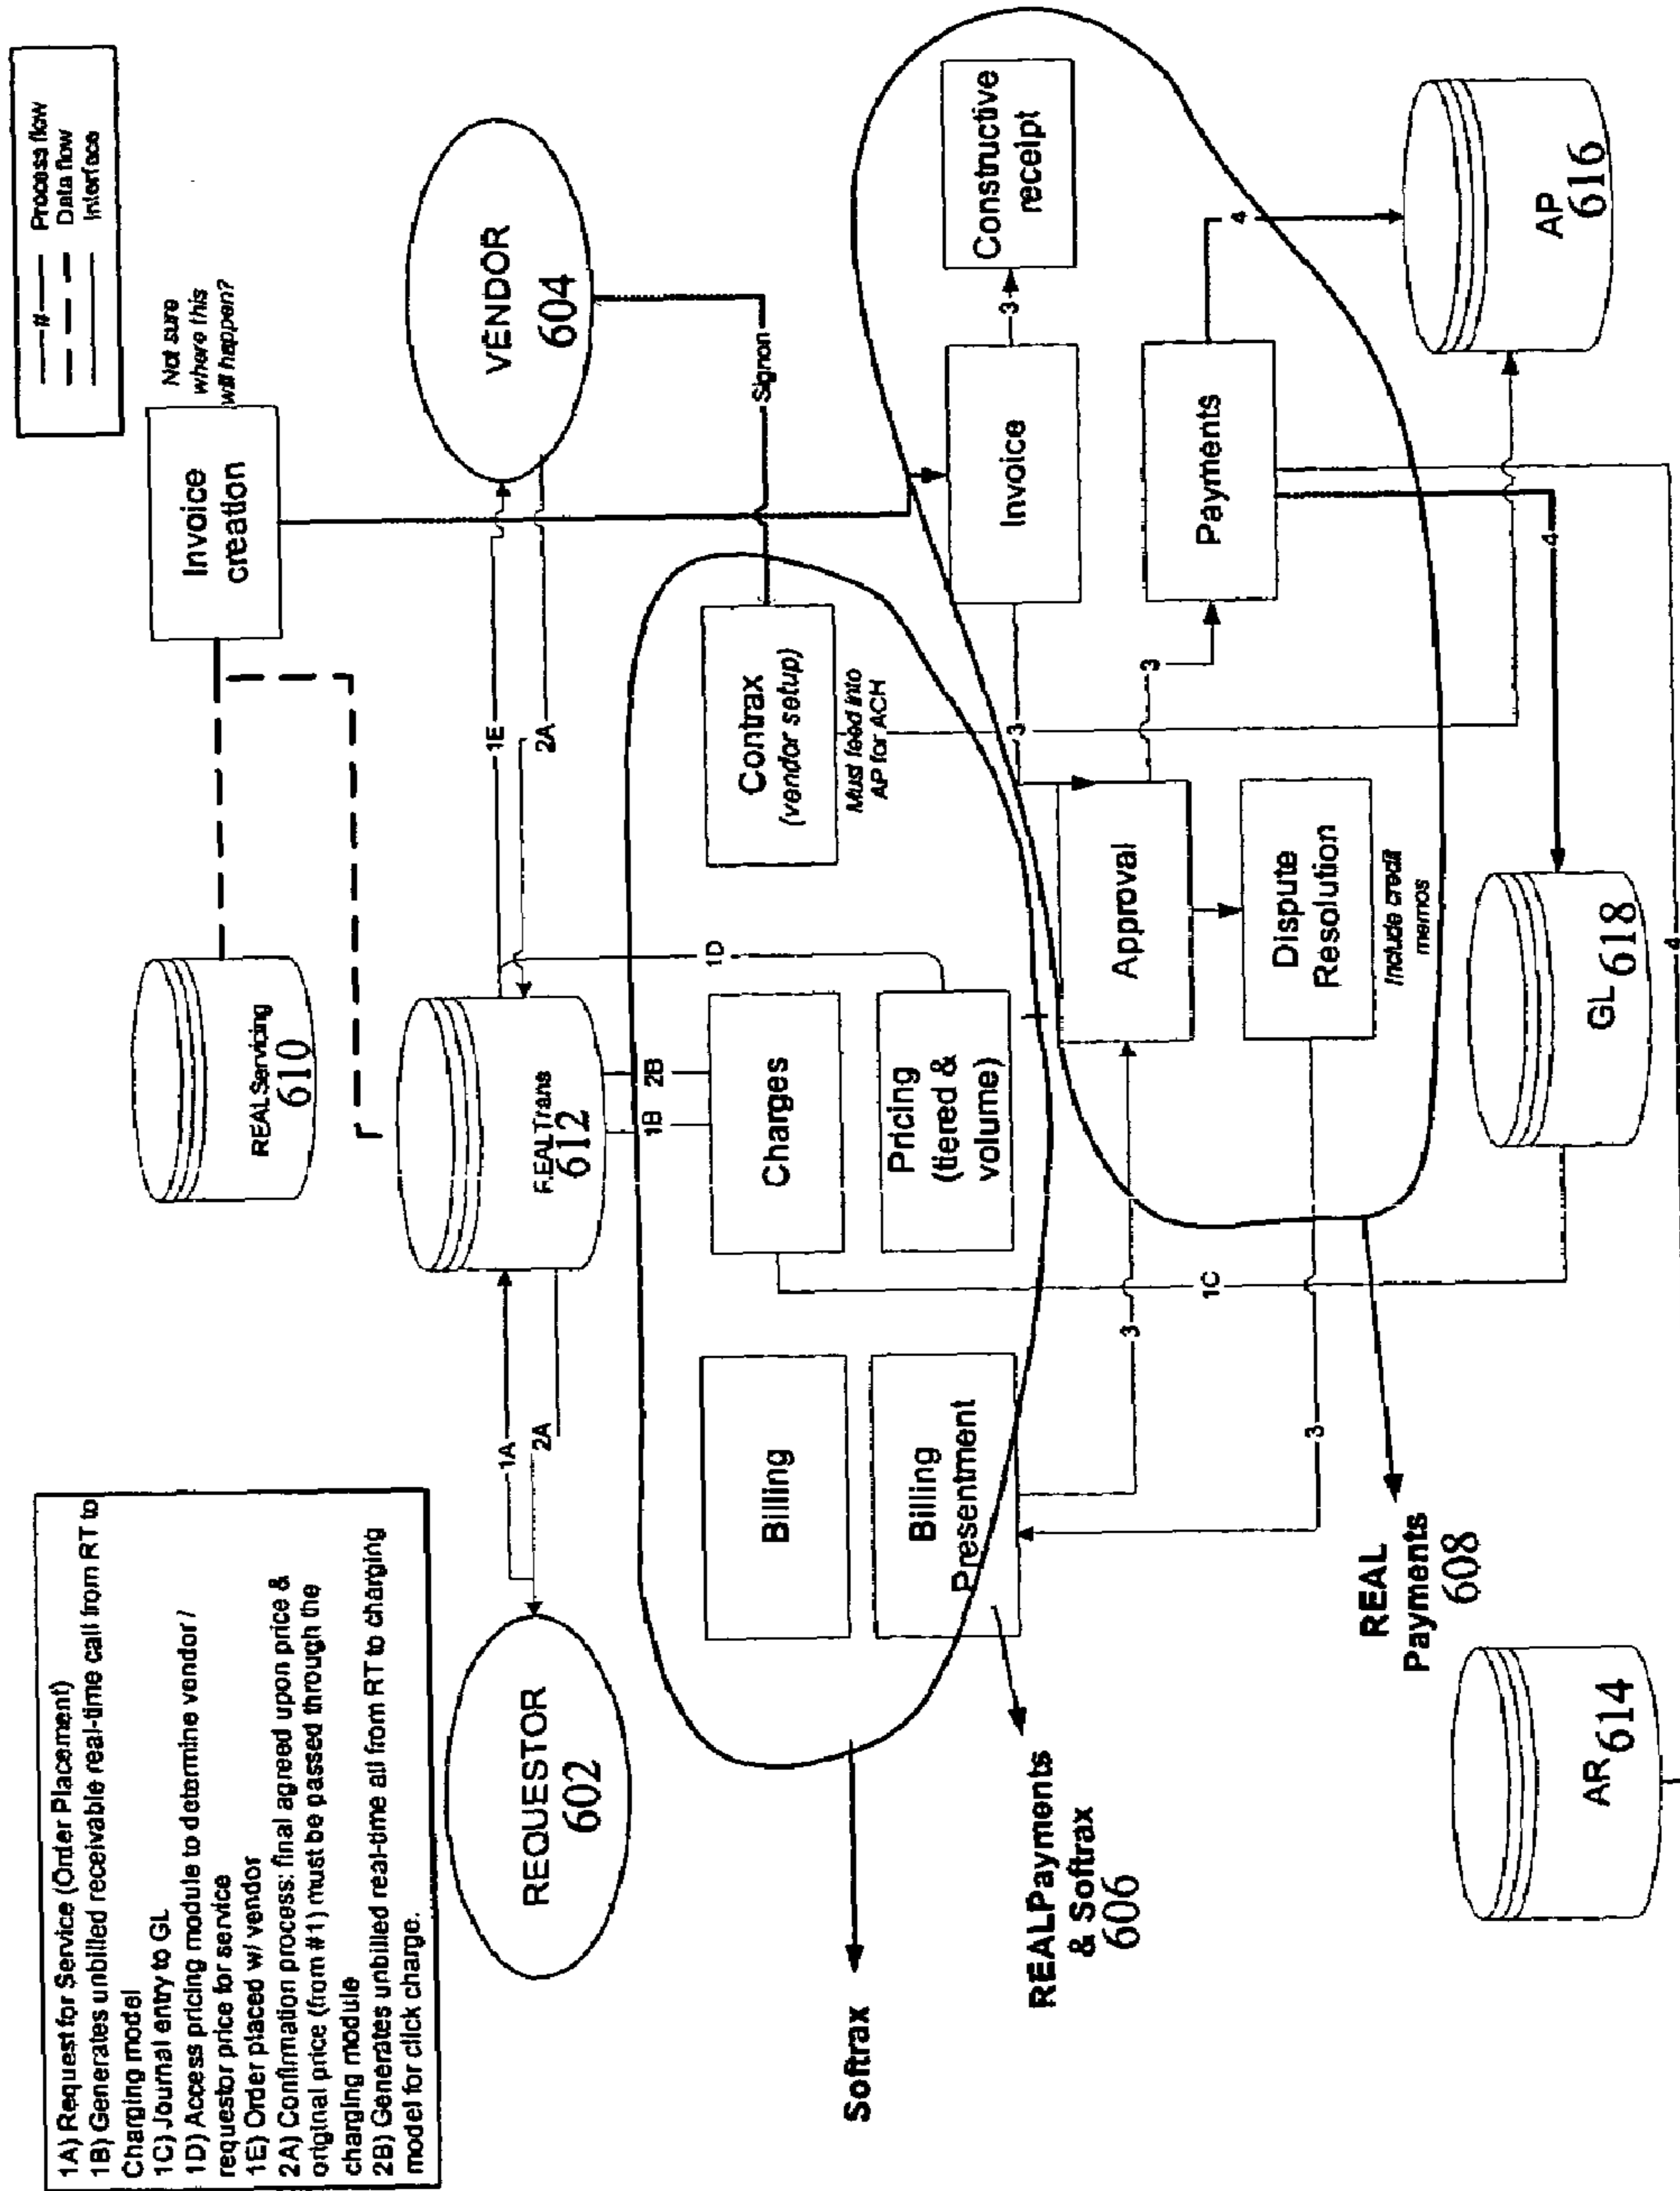 1A) Request for Service (Order Placement)
1B) Generates unbilled receivable real-time call from RT to
Charging model
1C) Journal entry to GL
1D) Access pricing module to determine vendor /
requestor price for service
1E) Order placed w/ vendor
2A) Confirmation process: final agreed upon price &
original price (from #1) must be passed through the
charging module
2B) Generates unbilled real-time all from RT to charging
model for click charge.
# Process flow
Data flow
Interface
REALServicing
610
Invoice
creation
Not sure
where this
will happen?
REQUESTOR
602
1A
2A
REALTrans
612
1E
2A
VENDOR
604
1B
2B
1D
Signon
Billing
Charges
Contrax
(vendor setup)
Must feed into
AP for ACH
Billing
Presentment
Pricing
(tiered &
volume)
Softrax
REALPayments
& Softrax
606
Invoice
3
Constructive
receipt
3
Approval
3
3
Payments
4
Dispute
Resolution
Include credit
memos
1C
3
REAL
Payments
608
4
AR 614
GL 618
AP
616
4